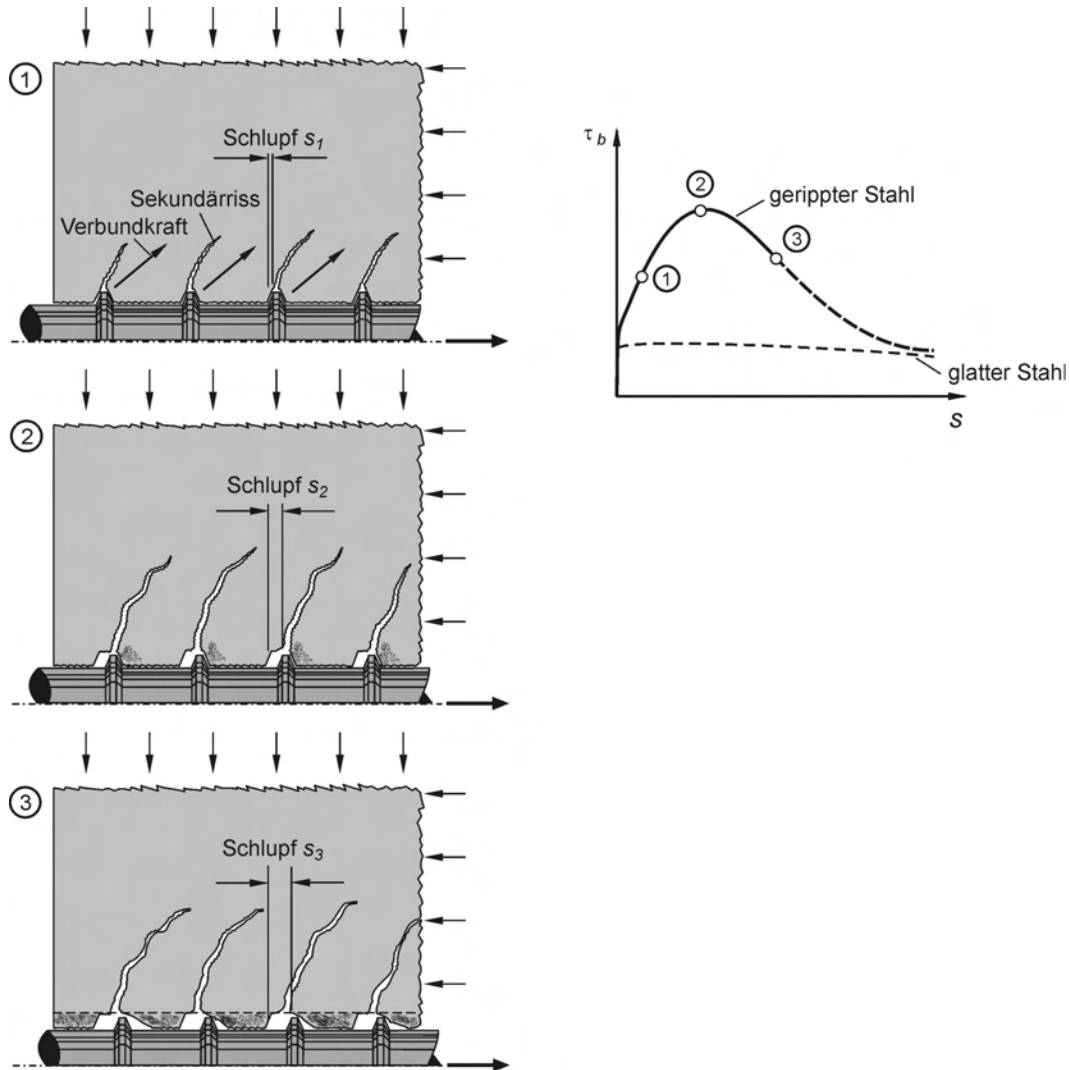 ①
Schlupf s1
Sekundärriss
Verbundkraft
②
Schlupf s2
③
Schlupf s3
τb
②
gerippter Stahl
③
①
glatter Stahl
s